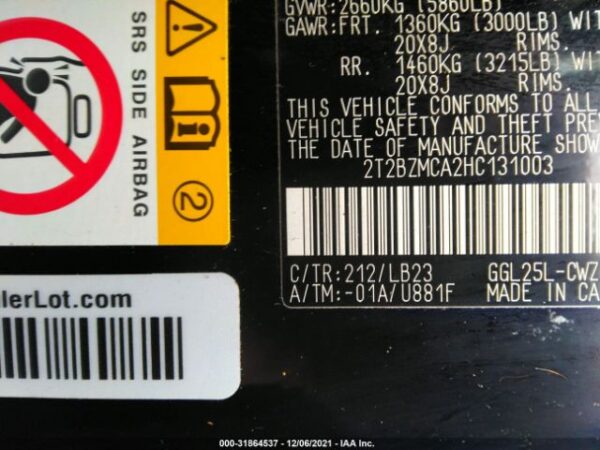 SRS SIDE AIRBAG
2
GVWR:2660KG (5860LB)
GAWR:FRT. 1360KG (3000LB) WIT
20X8J RIMS.
RR. 1460KG (3215LB) WIT
20X8J RIMS.
THIS VEHICLE CONFORMS TO ALL
VEHICLE SAFETY AND THEFT PREV
THE DATE OF MANUFACTURE SHOW
2T2BZMCA2HC131003
C/TR:212/LB23 GGL25L-CWZ
A/TM:-01A/U881F MADE IN CA
lerLot.com
000-31864537 - 12/06/2021 - IAA Inc.